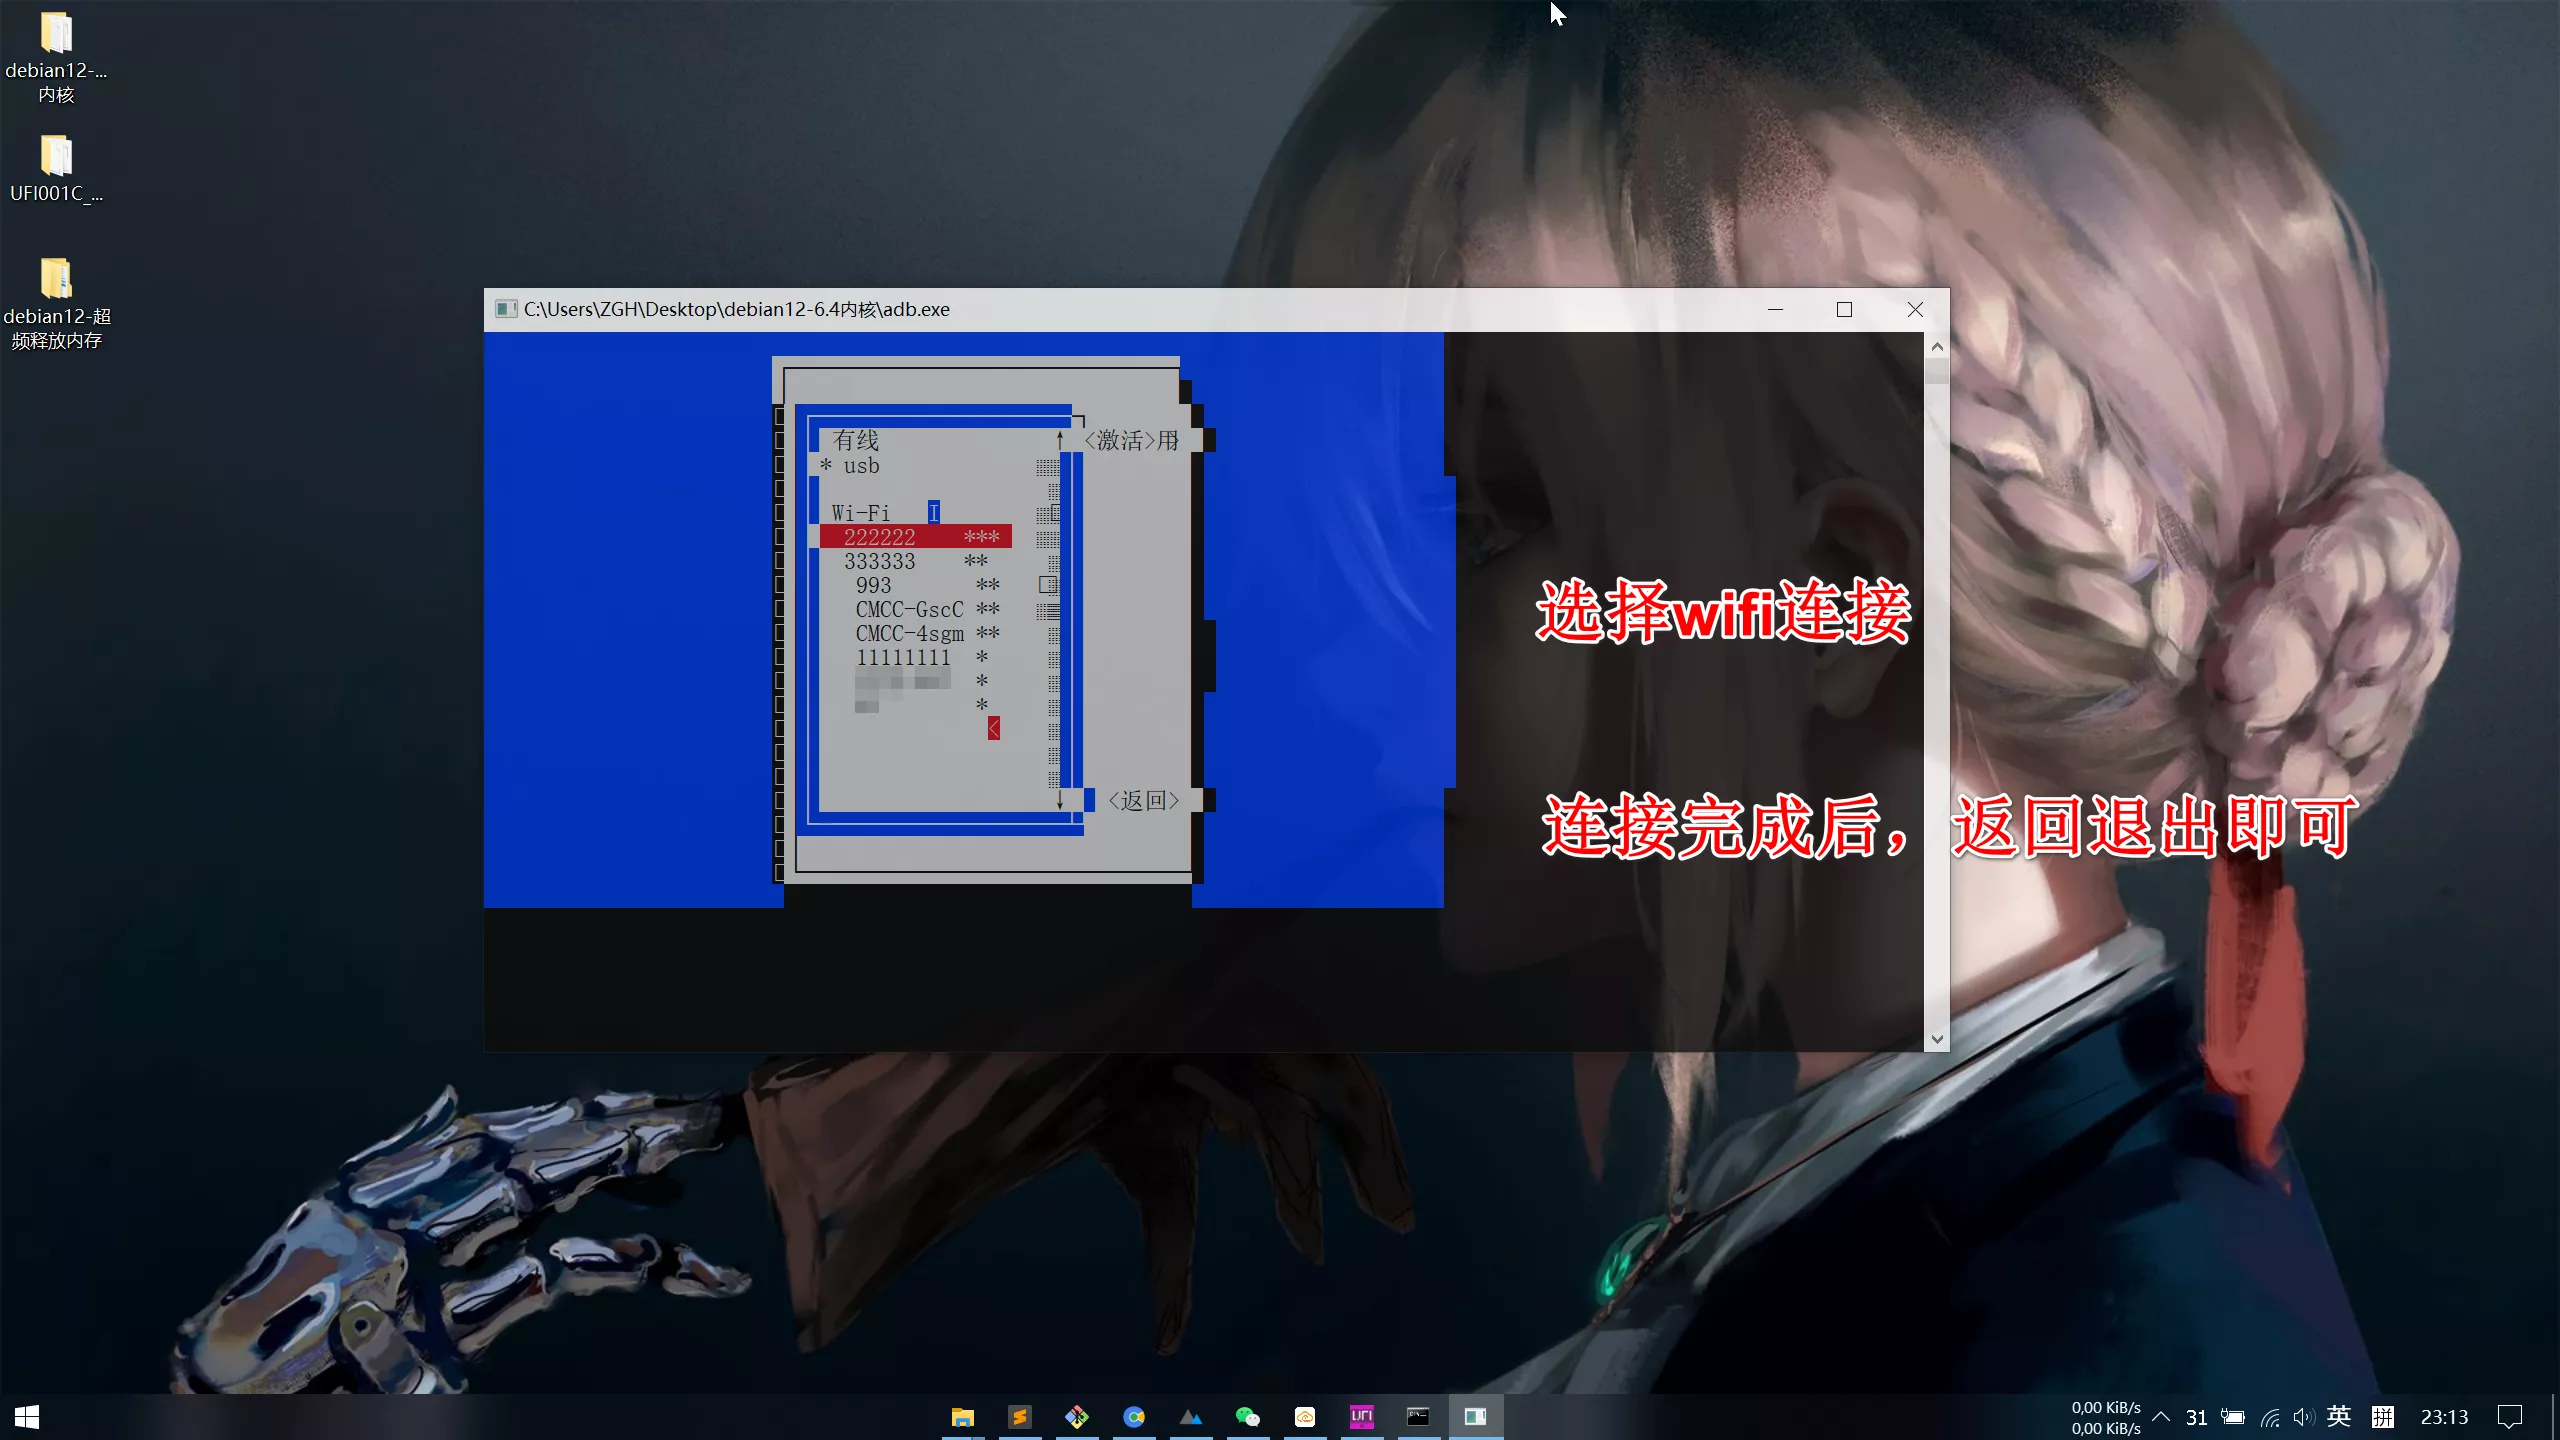 debian12-...
内核
UFI001C_...
debian12-超
频释放内存
C:\Users\ZGH\Desktop\debian12-6.4内核\adb.exe
有线
↑ <激活>用
* usb
Wi-Fi
222222 ***
333333 **
993 **
CMCC-GscC **
CMCC-4sgm **
11111111 *
*
*
<
↓ <返回>
选择wifi连接
连接完成后，返回退出即可
UFI
0,00 KiB/s
0,00 KiB/s
31
英
拼
23:13